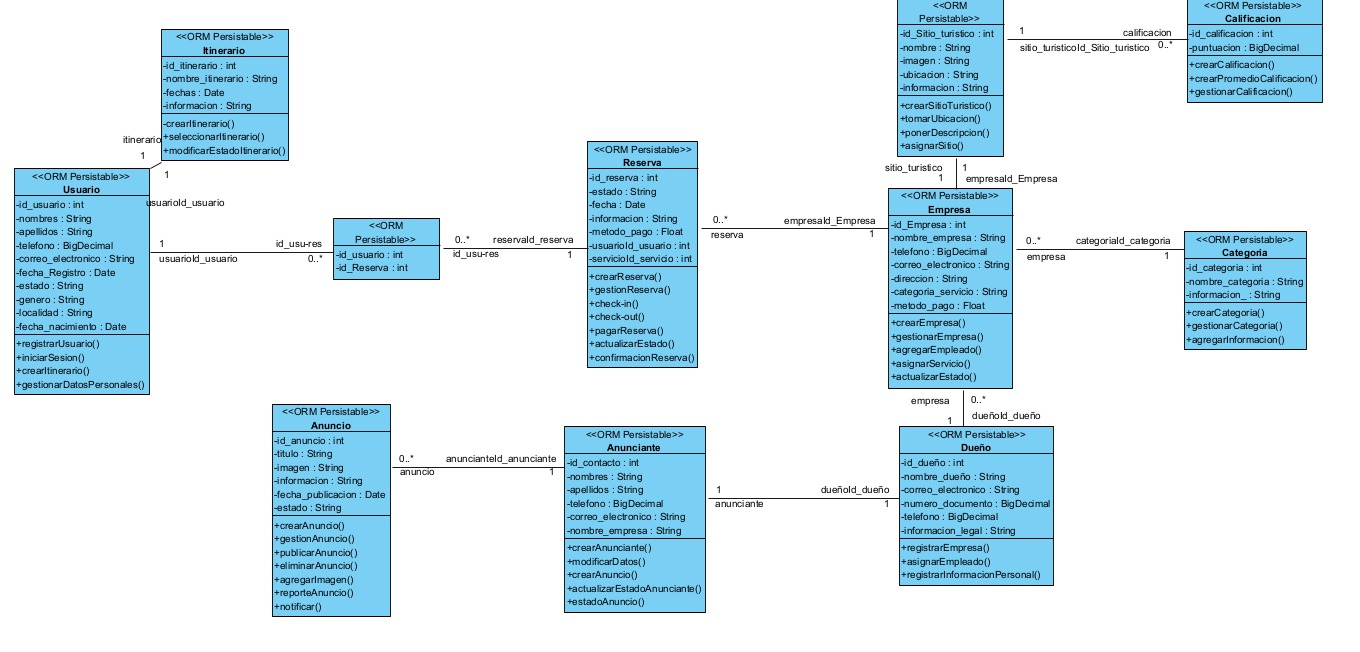 <<ORM Persistable>>
Itinerario
-id_itinerario : int
-nombre_itinerario : String
-fechas : Date
-informacion : String
-crearItinerario()
+seleccionarItinerario()
+modificarEstadoItinerario()
itinerario
1
1
usuarioId_usuario
<<ORM Persistable>>
Usuario
-id_usuario : int
-nombres : String
-apellidos : String
-telefono : BigDecimal
-correo_electronico : String
-fecha_Registro : Date
-estado : String
-genero : String
-localidad : String
-fecha_nacimiento : Date
+registrarUsuario()
+iniciarSesion()
+crearItinerario()
+gestionarDatosPersonales()
1
usuarioId_usuario
id_usu-res
0..*
<<ORM
Persistable>>
-id_usuario : int
-id_Reserva : int
0..*
id_usu-res
reservaId_reserva
1
<<ORM Persistable>>
Reserva
-id_reserva : int
-estado : String
-fecha : Date
-informacion : String
-metodo_pago : Float
-usuarioId_usuario : int
-servicioId_servicio : int
+crearReserva()
+gestionReserva()
+check-in()
+check-out()
+pagarReserva()
+actualizarEstado()
+confirmacionReserva()
0..*
reserva
empresaId_Empresa
1
<<ORM
Persistable>>
-id_Sitio_turistico : int
-nombre : String
-imagen : String
-ubicacion : String
-informacion : String
+crearSitioTuristico()
+tomarUbicacion()
+ponerDescripcion()
+asignarSitio()
1
sitio_turisticoId_Sitio_turistico
calificacion
0..*
<<ORM Persistable>>
Calificacion
-id_calificacion : int
-puntuacion : BigDecimal
+crearCalificacion()
+crearPromedioCalificacion()
+gestionarCalificacion()
sitio_turistico
1
1
empresaId_Empresa
<<ORM Persistable>>
Empresa
-id_Empresa : int
-nombre_empresa : String
-telefono : BigDecimal
-correo_electronico : String
-direccion : String
-categoria_servicio : String
-metodo_pago : Float
+crearEmpresa()
+gestionarEmpresa()
+agregarEmpleado()
+asignarServicio()
+actualizarEstado()
0..*
empresa
categoriaId_categoria
1
<<ORM Persistable>>
Categoria
-id_categoria : int
-nombre_categoria : String
-informacion_ : String
+crearCategoria()
+gestionarCategoria()
+agregarInformacion()
empresa
0..*
1
dueñoId_dueño
<<ORM Persistable>>
Anuncio
-id_anuncio : int
-titulo : String
-imagen : String
-informacion : String
-fecha_publicacion : Date
-estado : String
+crearAnuncio()
+gestionAnuncio()
+publicarAnuncio()
+eliminarAnuncio()
+agregarImagen()
+reporteAnuncio()
+notificar()
0..*
anuncio
anuncianteId_anunciante
1
<<ORM Persistable>>
Anunciante
-id_contacto : int
-nombres : String
-apellidos : String
-telefono : BigDecimal
-correo_electronico : String
-nombre_empresa : String
+crearAnunciante()
+modificarDatos()
+crearAnuncio()
+actualizarEstadoAnunciante()
+estadoAnuncio()
1
anunciante
dueñoId_dueño
1
<<ORM Persistable>>
Dueño
-id_dueño : int
-nombre_dueño : String
-correo_electronico : String
-numero_documento : BigDecimal
-telefono : BigDecimal
-informacion_legal : String
+registrarEmpresa()
+asignarEmpleado()
+registrarInformacionPersonal()